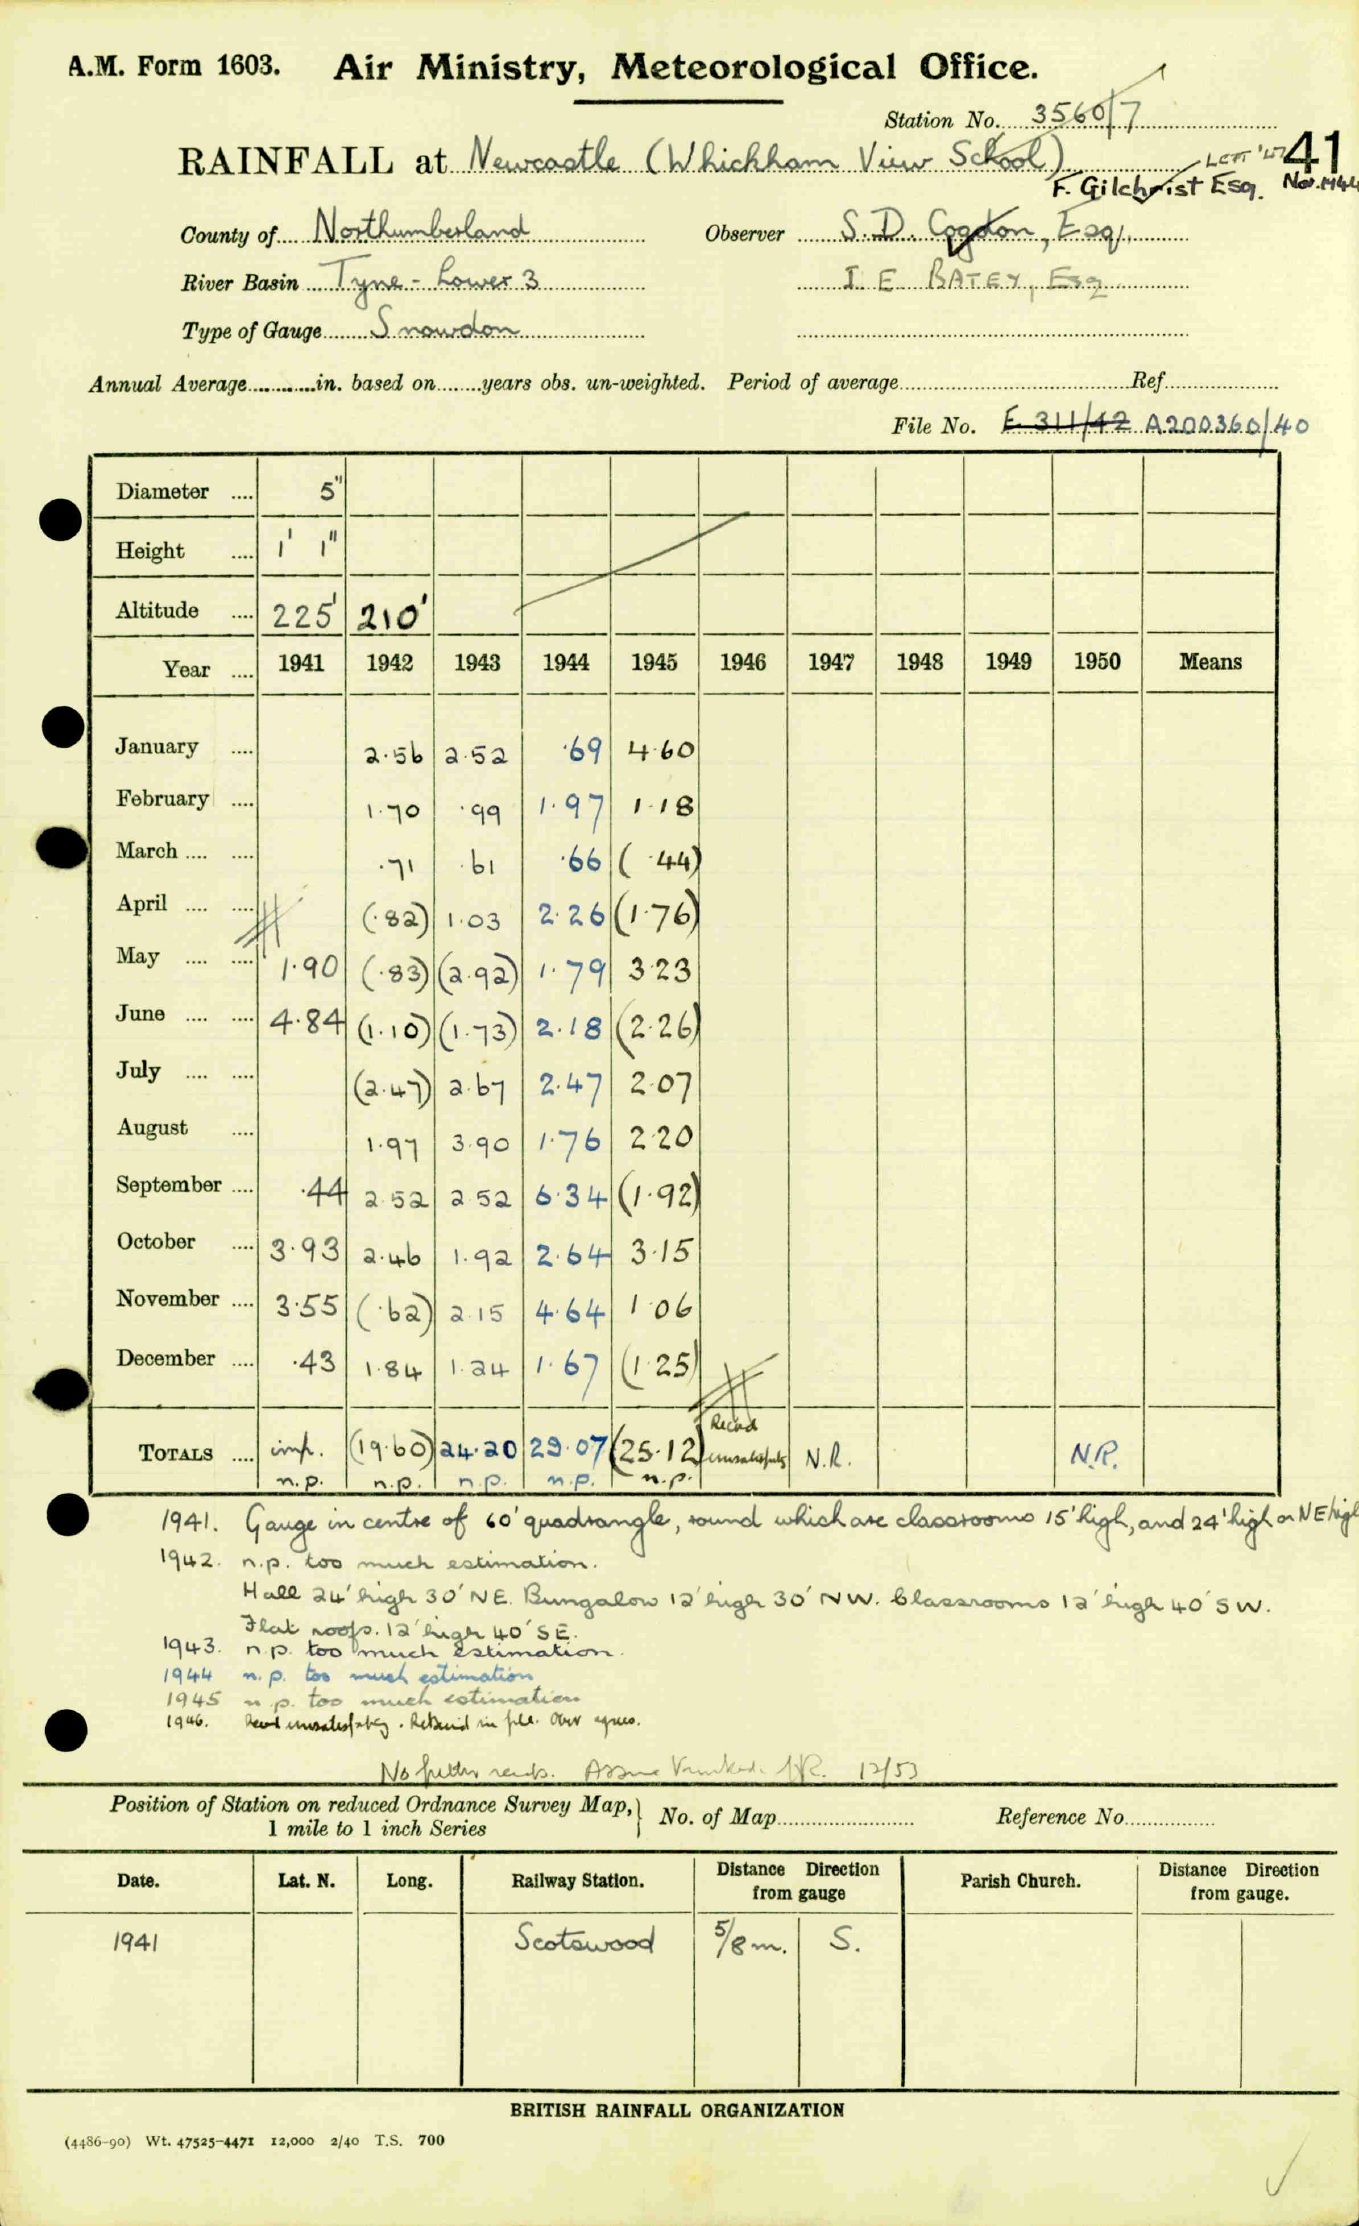 A.M. Form 1603. Air Ministry, Meteorological Office.
Station No. 3560/7
RAINFALL at Newcastle (Whickham View School) LEFT '47 41
F. Gilchrist Esq. Nov. 1944
County of Northumberland Observer S. D. Cogdon, Esq.
River Basin Tyne - Lower 3 I E BATEY, Esq
Type of Gauge Snowdon
Annual Average in. based on years obs. un-weighted. Period of average Ref
File No. E 311/42 A200360/40
Diameter 5"
Height 1' 1"
Altitude 225' 210'
Year 1941 1942 1943 1944 1945 1946 1947 1948 1949 1950 Means
January 2.56 2.52 .69 4.60
February 1.70 .99 1.97 1.18
March .71 .61 .66 (.44)
April (.82) 1.03 2.26 (1.76)
May 1.90 (.83) (2.92) 1.79 3.23
June 4.84 (1.10) (1.73) 2.18 (2.26)
July (2.47) 2.67 2.47 2.07
August 1.97 3.90 1.76 2.20
September .44 2.52 2.52 6.34 (1.92)
October 3.93 2.46 1.92 2.64 3.15
November 3.55 (.62) 2.15 4.64 1.06
December .43 1.84 1.24 1.67 (1.25)
TOTALS imp. (19.60) 24.20 29.07 (25.12) Record unsatisfactory N.R. N.R.
n.p. n.p. n.p. n.p. n.p.
1941. Gauge in centre of 60' quadrangle, round which are classrooms 15' high, and 24' high on NE
1942. n.p. too much estimation.
Hall 24' high 30' NE. Bungalow 12' high 30' NW. Classrooms 12' high 40' SW.
Flat roofs. 12' high 40' SE.
1943. n.p. too much estimation.
1944 n.p. too much estimation
1945 n.p. too much estimation
1946. Record unsatisfactory. Retained in file. Obsr agrees.
No further 12/53
Position of Station on reduced Ordnance Survey Map,} No. of Map Reference No.
1 mile to 1 inch Series
Date. Lat. N. Long. Railway Station. Distance Direction from gauge Parish Church. Distance Direction from gauge.
1941 Scotswood 5/8 m. S.
BRITISH RAINFALL ORGANIZATION
(4486-90) Wt. 47525-4471 12,000 2/40 T.S. 700